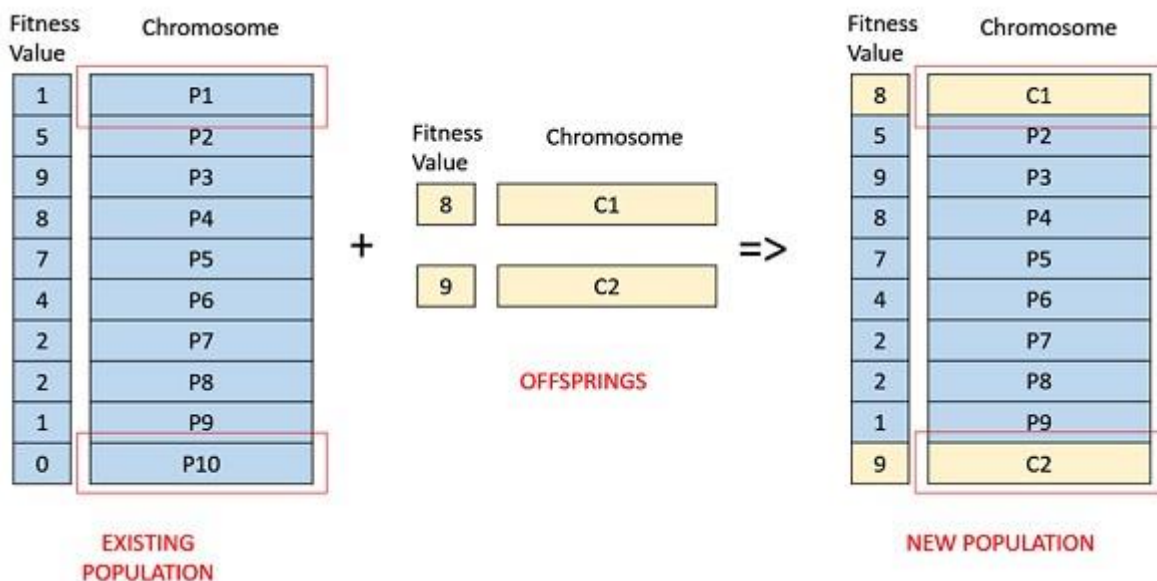 Fitness Value
Chromosome
1
P1
5
P2
9
P3
8
P4
7
P5
4
P6
2
P7
2
P8
1
P9
0
P10
EXISTING
POPULATION
+
Fitness
Value
Chromosome
8
C1
9
C2
OFFSPRINGS
=>
Fitness
Value
Chromosome
8
C1
5
P2
9
P3
8
P4
7
P5
4
P6
2
P7
2
P8
1
P9
9
C2
NEW POPULATION